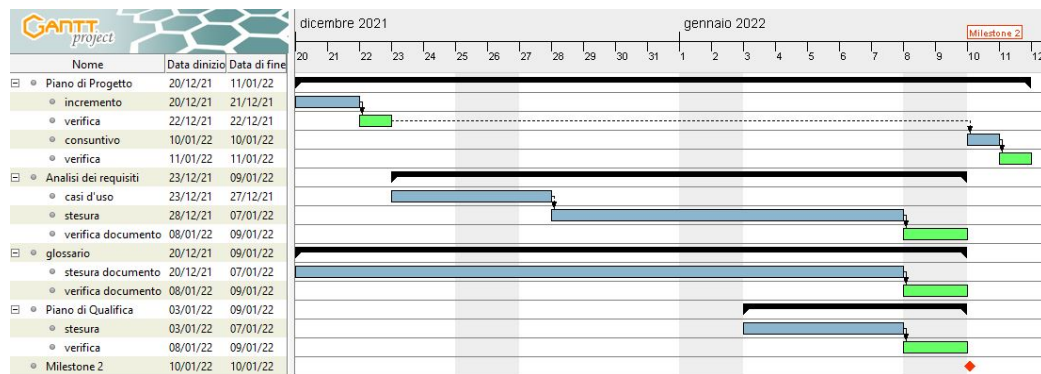 GANTT
project
dicembre 2021
gennaio 2022
Milestone 2
20 21 22 23 24 25 26 27 28 29 30 31 1 2 3 4 5 6 7 8 9 10 11 12
Nome Data dinizio Data di fine
Piano di Progetto 20/12/21 11/01/22
incremento 20/12/21 21/12/21
verifica 22/12/21 22/12/21
consuntivo 10/01/22 10/01/22
verifica 11/01/22 11/01/22
Analisi dei requisiti 23/12/21 09/01/22
casi d'uso 23/12/21 27/12/21
stesura 28/12/21 07/01/22
verifica documento 08/01/22 09/01/22
glossario 20/12/21 09/01/22
stesura documento 20/12/21 07/01/22
verifica documento 08/01/22 09/01/22
Piano di Qualifica 03/01/22 09/01/22
stesura 03/01/22 07/01/22
verifica 08/01/22 09/01/22
Milestone 2 10/01/22 10/01/22